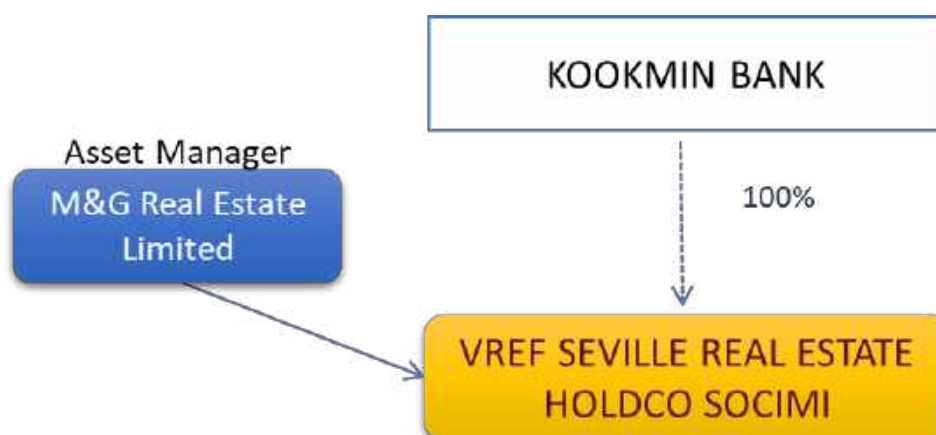 KOOKMIN BANK
Asset Manager
M&G Real Estate
Limited
100%
VREF SEVILLE REAL ESTATE
HOLDCO SOCIMI